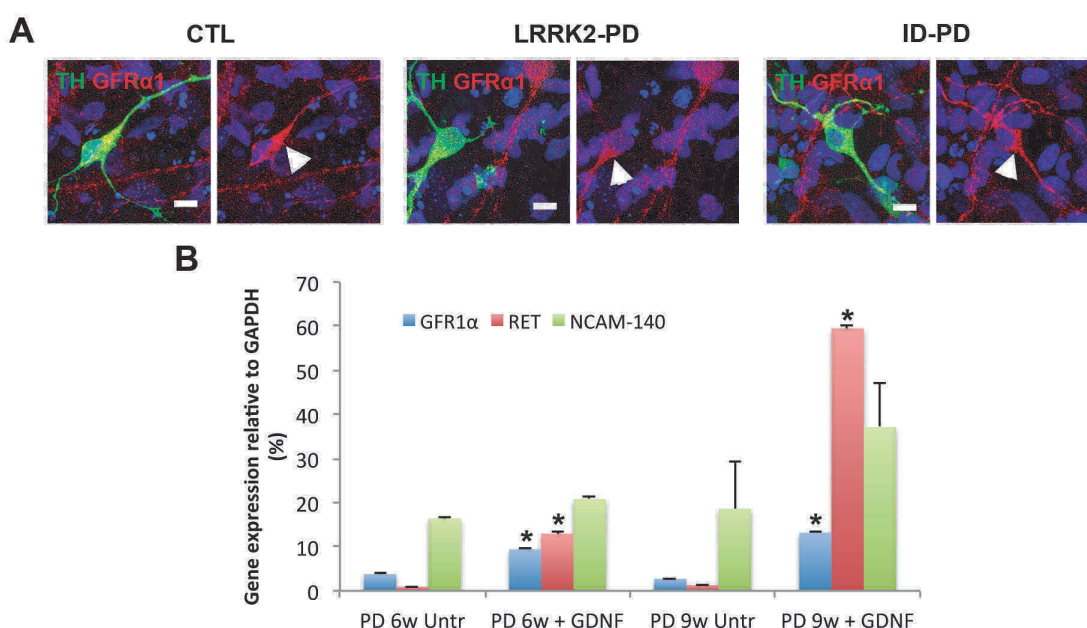 A
CTL LRRK2-PD ID-PD
TH GFRα1 TH GFRα1 TH GFRα1
B
Gene expression relative to GAPDH
(%)
70
60
50
40
30
20
10
0
GFR1α RET NCAM-140
*
* *
*
PD 6w Untr PD 6w + GDNF PD 9w Untr PD 9w + GDNF